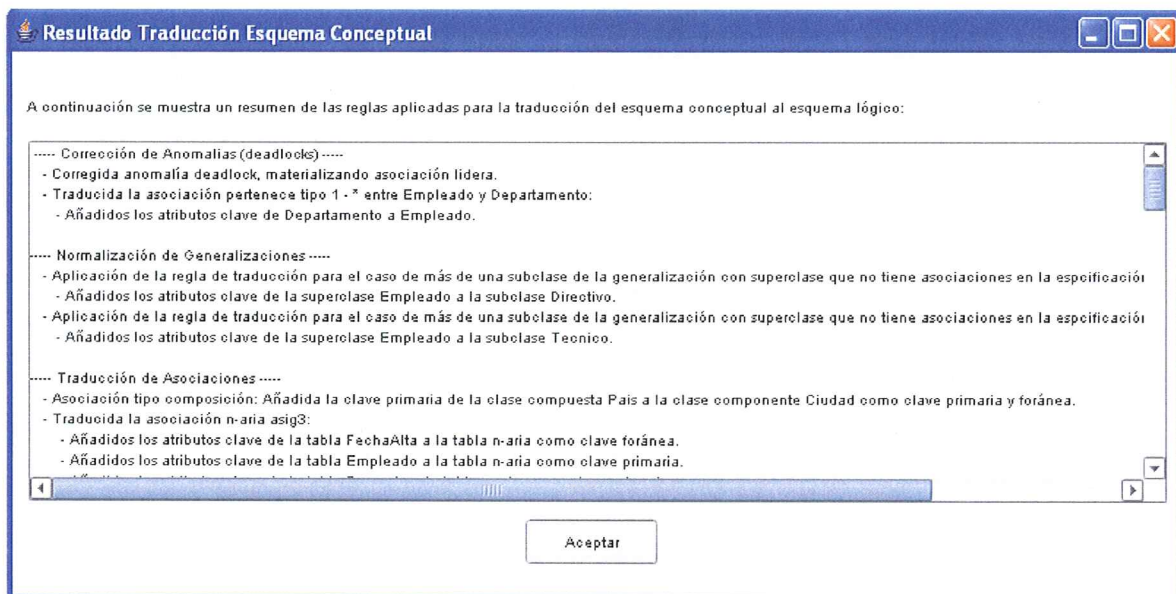 Resultado Traducción Esquema Conceptual
A continuación se muestra un resumen de las reglas aplicadas para la traducción del esquema conceptual al esquema lógico:
----- Corrección de Anomalias (deadlocks) -----
- Corregida anomalía deadlock, materializando asociación lidera.
- Traducida la asociación pertenece tipo 1 - * entre Empleado y Departamento:
- Añadidos los atributos clave de Departamento a Empleado.
----- Normalización de Generalizaciones -----
- Aplicación de la regla de traducción para el caso de más de una subclase de la generalización con superclase que no tiene asociaciones en la espcificación
- Añadidos los atributos clave de la superclase Empleado a la subclase Directivo.
- Aplicación de la regla de traducción para el caso de más de una subclase de la generalización con superclase que no tiene asociaciones en la espcificación
- Añadidos los atributos clave de la superclase Empleado a la subclase Tecnico.
----- Traducción de Asociaciones -----
- Asociación tipo composición: Añadida la clave primaria de la clase compuesta Pais a la clase componente Ciudad como clave primaria y foránea.
- Traducida la asociación n-aria asig3:
- Añadidos los atributos clave de la tabla FechaAlta a la tabla n-aria como clave foránea.
- Añadidos los atributos clave de la tabla Empleado a la tabla n-aria como clave primaria.
Aceptar